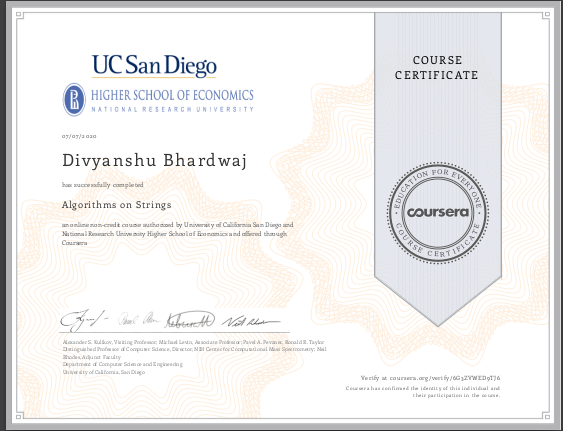 UC San Diego
HIGHER SCHOOL OF ECONOMICS
NATIONAL RESEARCH UNIVERSITY
07/07/2020
Divyanshu Bhardwaj
has successfully completed
Algorithms on Strings
an online non-credit course authorized by University of California San Diego and
National Research University Higher School of Economics and offered through
Coursera
COURSE
CERTIFICATE
EDUCATION FOR EVERYONE
coursera
COURSE CERTIFICATE
Alexander S. Kulikov, Visiting Professor; Michael Levin, Associate Professor; Pavel A. Pevzner, Ronald R. Taylor
Distinguished Professor of Computer Science, Director, NIH Center for Computational Mass Spectrometry; Neil
Rhodes, Adjunct Faculty
Department of Computer Science and Engineering
University of California, San Diego
Verify at coursera.org/verify/6G3ZVWED9TJ6
Coursera has confirmed the identity of this individual and
their participation in the course.